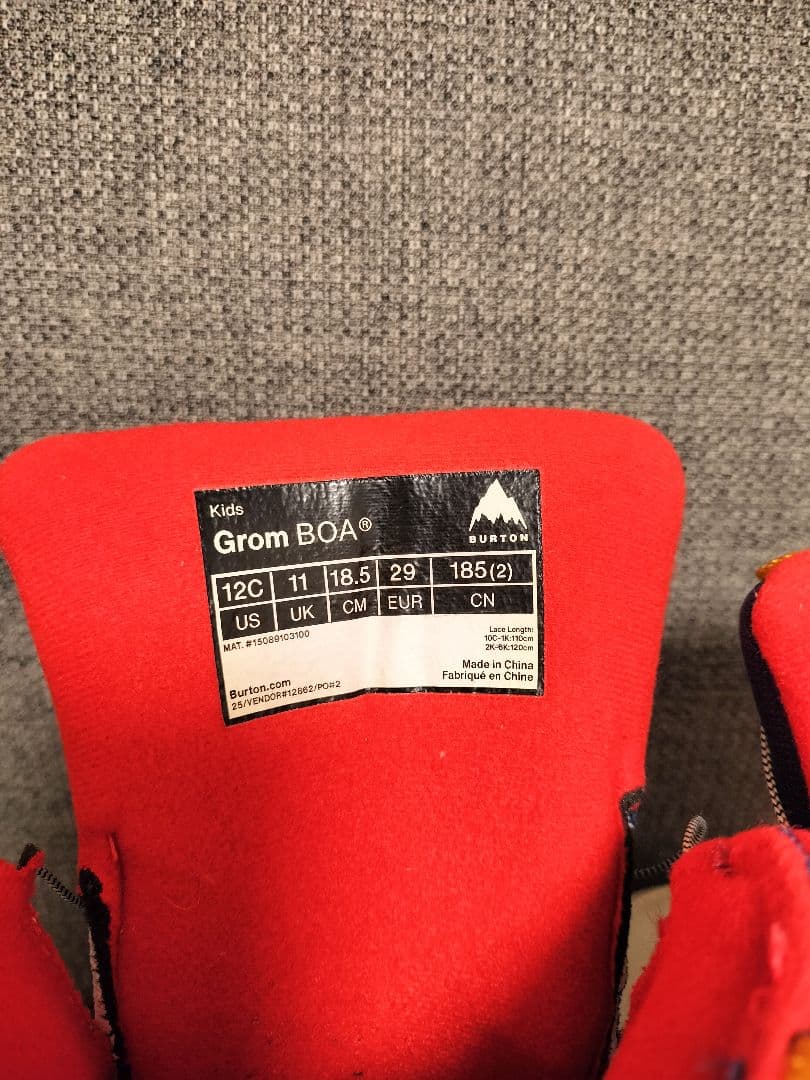 Kids
Grom BOA®
BURTON
12C 11 18.5 29 185(2)
US UK CM EUR CN
MAT. #15089103100
Lace Length:
10C-1K:110cm
2K-6K:120cm
Made in China
Fabriqué en Chine
Burton.com
25/VENDOR#12862/PO#2